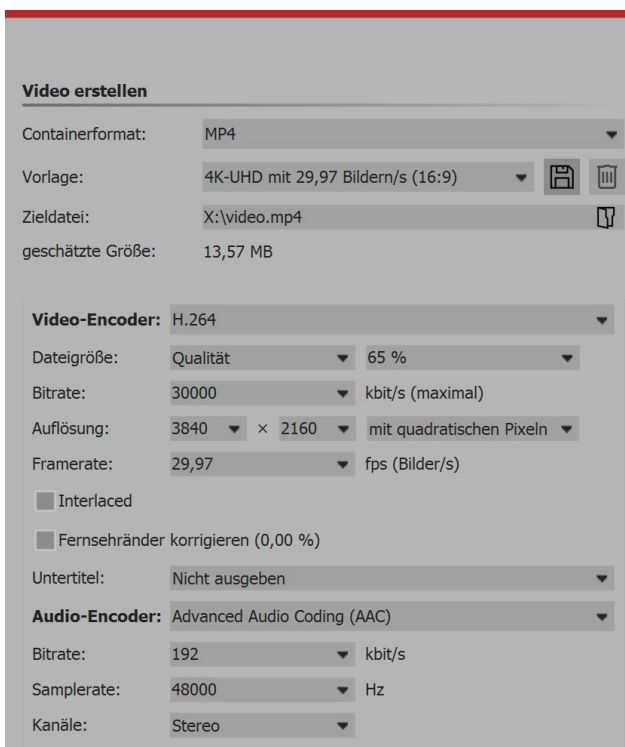 Video erstellen
Containerformat: MP4
Vorlage: 4K-UHD mit 29,97 Bildern/s (16:9)
Zieldatei: X:\video.mp4
geschätzte Größe: 13,57 MB
Video-Encoder: H.264
Dateigröße: Qualität 65 %
Bitrate: 30000 kbit/s (maximal)
Auflösung: 3840 × 2160 mit quadratischen Pixeln
Framerate: 29,97 fps (Bilder/s)
Interlaced
Fernsehränder korrigieren (0,00 %)
Untertitel: Nicht ausgeben
Audio-Encoder: Advanced Audio Coding (AAC)
Bitrate: 192 kbit/s
Samplerate: 48000 Hz
Kanäle: Stereo